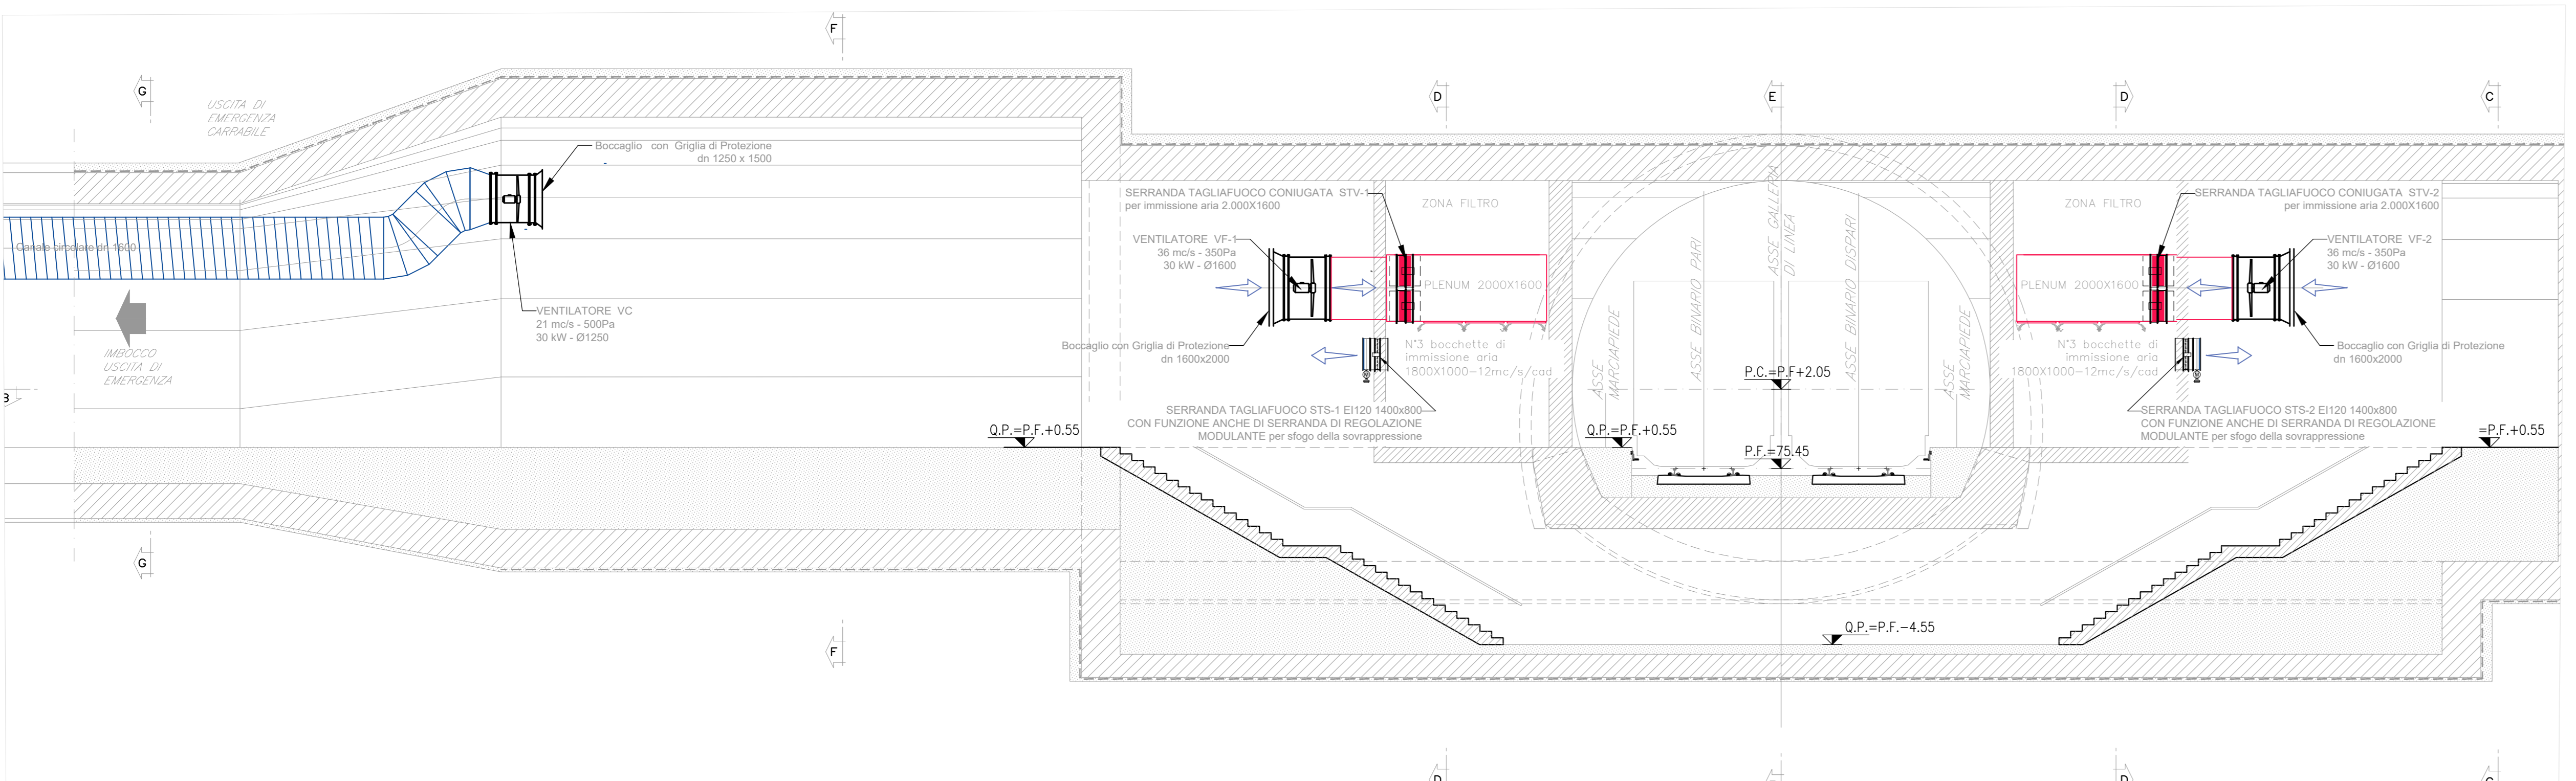 F
G
D
E
D
C
USCITA DI
EMERGENZA
CARRABILE
Boccaglio con Griglia di Protezione
dn 1250 x 1500
Canale circolare dn 1600
VENTILATORE VC
21 mc/s - 500Pa
30 kW - Ø1250
IMBOCCO
USCITA DI
EMERGENZA
B
SERRANDA TAGLIAFUOCO CONIUGATA STV-1
per immissione aria 2.000X1600
ZONA FILTRO
VENTILATORE VF-1
36 mc/s - 350Pa
30 kW - Ø1600
PLENUM 2000X1600
Boccaglio con Griglia di Protezione
dn 1600x2000
N°3 bocchette di
immissione aria
1800X1000-12mc/s/cad
SERRANDA TAGLIAFUOCO STS-1 EI120 1400x800
CON FUNZIONE ANCHE DI SERRANDA DI REGOLAZIONE
MODULANTE per sfogo della sovrappressione
ASSE
MARCIAPIEDE
ASSE BINARIO PARI
ASSE GALLERIA
DI LINEA
ASSE BINARIO DISPARI
ASSE
MARCIAPIEDE
P.C.=P.F+2.05
P.F.=75.45
Q.P.=P.F.+0.55
Q.P.=P.F.+0.55
ZONA FILTRO
SERRANDA TAGLIAFUOCO CONIUGATA STV-2
per immissione aria 2.000X1600
VENTILATORE VF-2
36 mc/s - 350Pa
30 kW - Ø1600
PLENUM 2000X1600
N°3 bocchette di
immissione aria
1800X1000-12mc/s/cad
Boccaglio con Griglia di Protezione
dn 1600x2000
SERRANDA TAGLIAFUOCO STS-2 EI120 1400x800
CON FUNZIONE ANCHE DI SERRANDA DI REGOLAZIONE
MODULANTE per sfogo della sovrappressione
=P.F.+0.55
Q.P.=P.F.-4.55
G
F
D
D
C